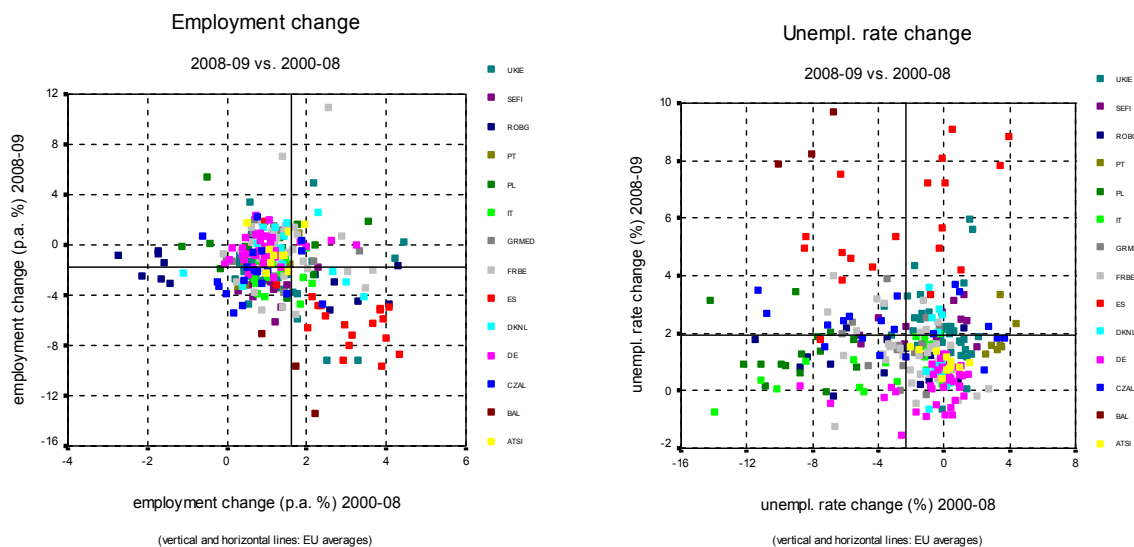 Employment change
2008-09 vs. 2000-08
employment change (p.a. %) 2008-09
12
8
4
0
-4
-8
-12
-16
-4
-2
0
2
4
6
employment change (p.a. %) 2000-08
(vertical and horizontal lines: EU averages)
UKIE
SEFI
ROBG
PT
PL
IT
GRMED
FRBE
ES
DKNL
DE
CZAL
BAL
ATSI
Unempl. rate change
2008-09 vs. 2000-08
unempl. rate change (%) 2008-09
10
8
6
4
2
0
-2
-16
-12
-8
-4
0
4
8
unempl. rate change (%) 2000-08
(vertical and horizontal lines: EU averages)
UKIE
SEFI
ROBG
PT
PL
IT
GRME
FRBE
ES
DKNL
DE
CZAL
BAL
ATSI